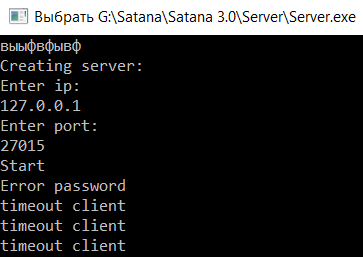 Выбрать G:\Satana\Satana 3.0\Server\Server.exe
выыфвфывф
Creating server:
Enter ip:
127.0.0.1
Enter port:
27015
Start
Error password
timeout client
timeout client
timeout client